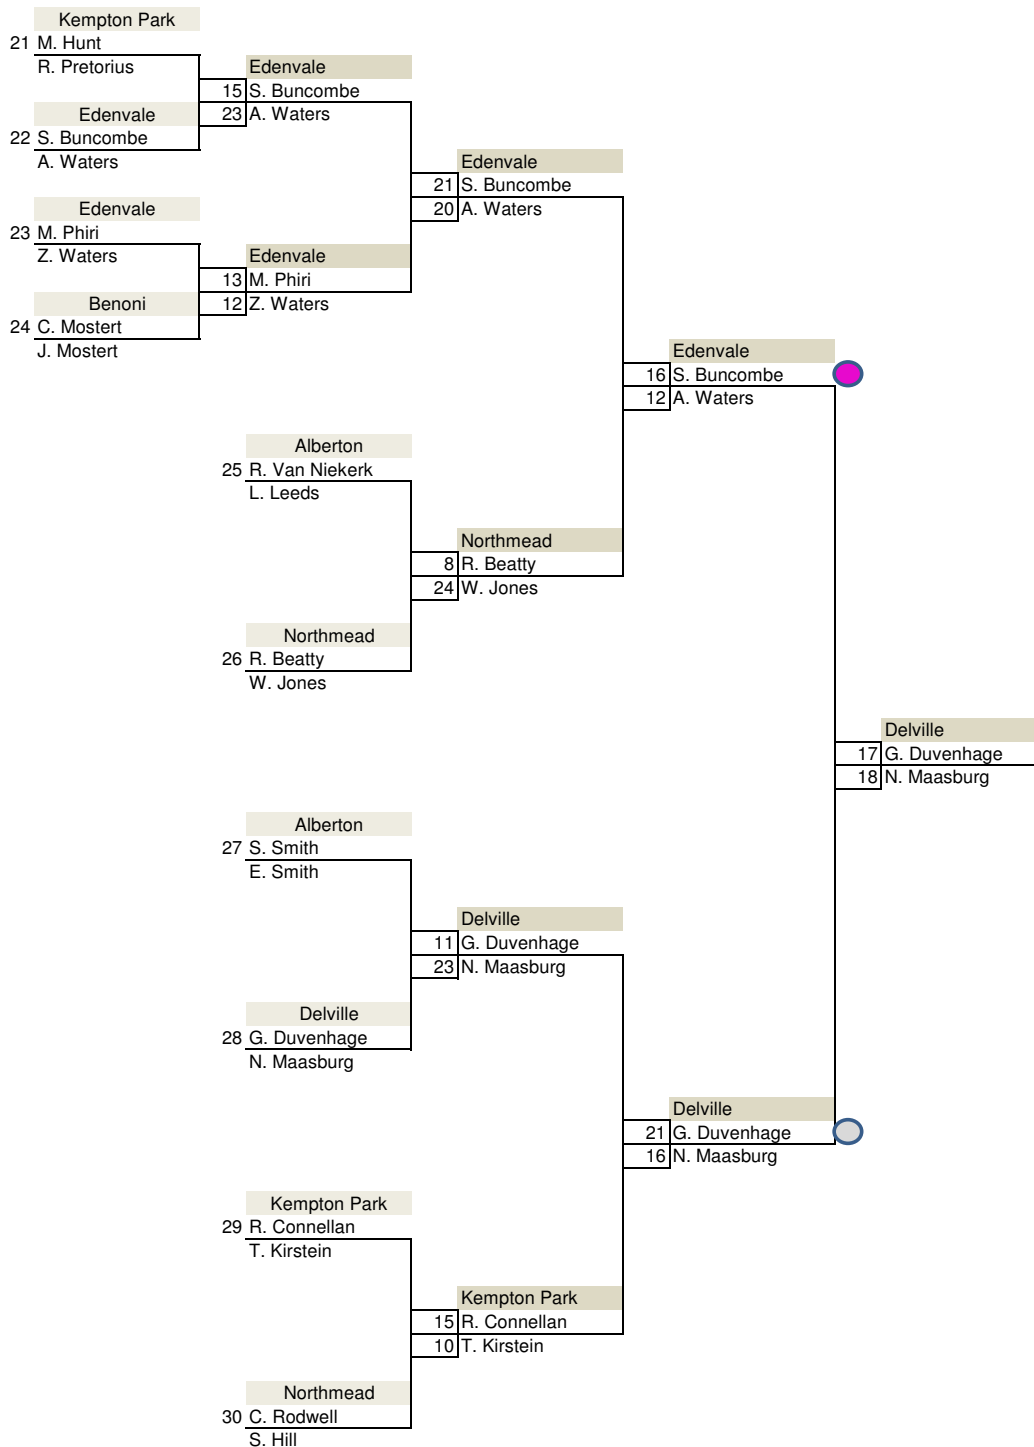 Kempton Park
21 M. Hunt
R. Pretorius
Edenvale
15 S. Buncombe
Edenvale
23 A. Waters
22 S. Buncombe
A. Waters
Edenvale
21 S. Buncombe
Edenvale
20 A. Waters
23 M. Phiri
Z. Waters
Edenvale
13 M. Phiri
Benoni
12 Z. Waters
24 C. Mostert
J. Mostert
Edenvale
16 S. Buncombe
12 A. Waters
Alberton
25 R. Van Niekerk
L. Leeds
Northmead
8 R. Beatty
24 W. Jones
Northmead
26 R. Beatty
W. Jones
Delville
17 G. Duvenhage
18 N. Maasburg
Alberton
27 S. Smith
E. Smith
Delville
11 G. Duvenhage
23 N. Maasburg
Delville
28 G. Duvenhage
N. Maasburg
Delville
21 G. Duvenhage
16 N. Maasburg
Kempton Park
29 R. Connellan
T. Kirstein
Kempton Park
15 R. Connellan
10 T. Kirstein
Northmead
30 C. Rodwell
S. Hill